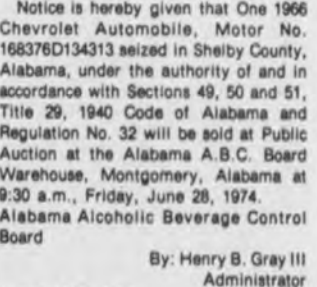 Notice is hereby given that One 1966
Chevrolet Automobile, Motor No.
168376D134313 seized in Shelby County,
Alabama, under the authority of and in
accordance with Sections 49, 50 and 51,
Title 29, 1940 Code of Alabama and
Regulation No. 32 will be sold at Public
Auction at the Alabama A.B.C. Board
Warehouse, Montgomery, Alabama at
9:30 a.m., Friday, June 28, 1974.
Alabama Alcoholic Beverage Control
Board
By: Henry B. Gray III
Administrator